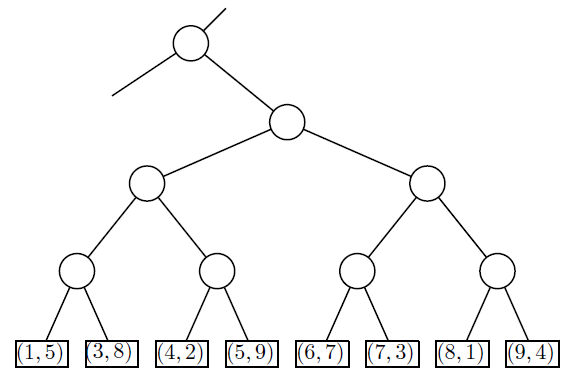 (1, 5) (3, 8) (4, 2) (5, 9) (6, 7) (7, 3) (8, 1) (9, 4)